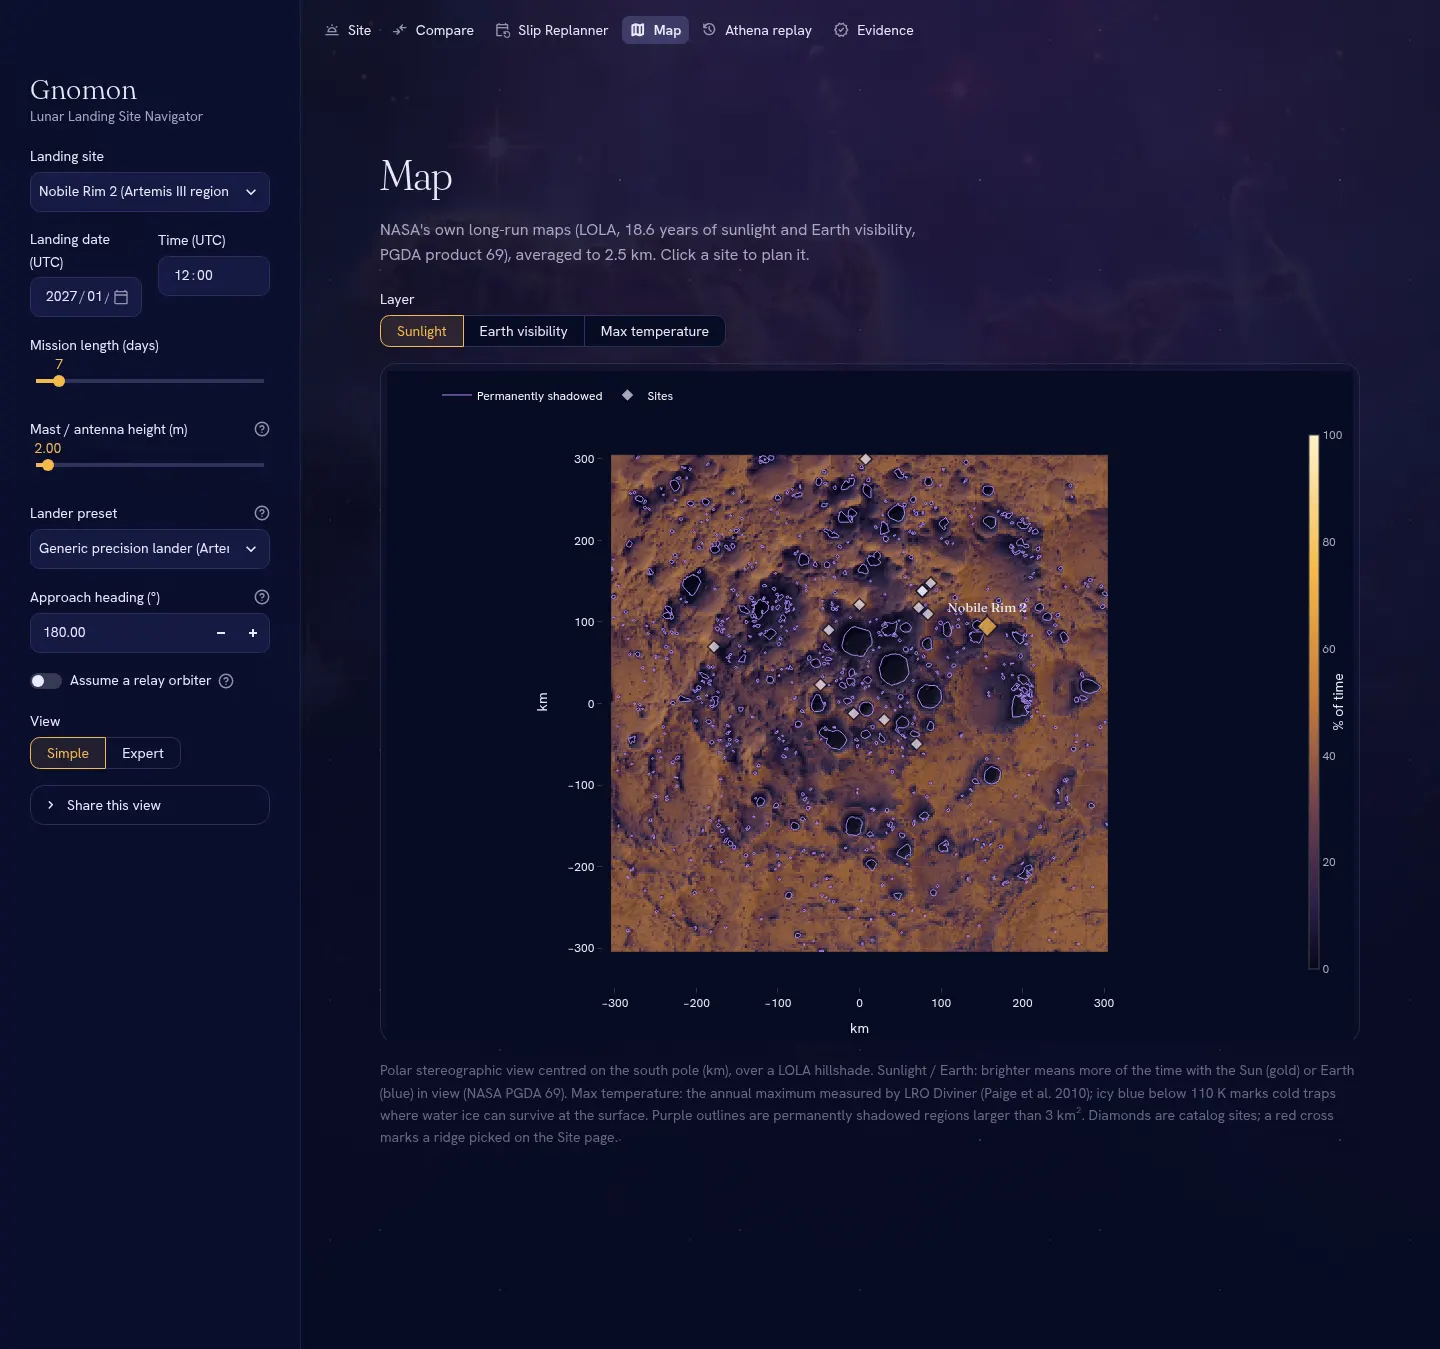 Site
Compare
Slip Replanner
Map
Athena replay
Evidence
Gnomon
Lunar Landing Site Navigator
Landing site
Nobile Rim 2 (Artemis III region
Landing date
(UTC)
Time (UTC)
2027/01/
12:00
Mission length (days)
7
Mast / antenna height (m)
2.00
Lander preset
Generic precision lander (Arte
Approach heading (°)
180.00
Assume a relay orbiter
View
Simple
Expert
Share this view
Map
NASA's own long-run maps (LOLA, 18.6 years of sunlight and Earth visibility,
PGDA product 69), averaged to 2.5 km. Click a site to plan it.
Layer
Sunlight
Earth visibility
Max temperature
Permanently shadowed
Sites
300
200
100
0
−100
−200
−300
km
Nobile Rim 2
−300
−200
−100
0
100
200
300
km
100
80
60
40
20
0
% of time
Polar stereographic view centred on the south pole (km), over a LOLA hillshade. Sunlight / Earth: brighter means more of the time with the Sun (gold) or Earth
(blue) in view (NASA PGDA 69). Max temperature: the annual maximum measured by LRO Diviner (Paige et al. 2010); icy blue below 110 K marks cold traps
where water ice can survive at the surface. Purple outlines are permanently shadowed regions larger than 3 km². Diamonds are catalog sites; a red cross
marks a ridge picked on the Site page.